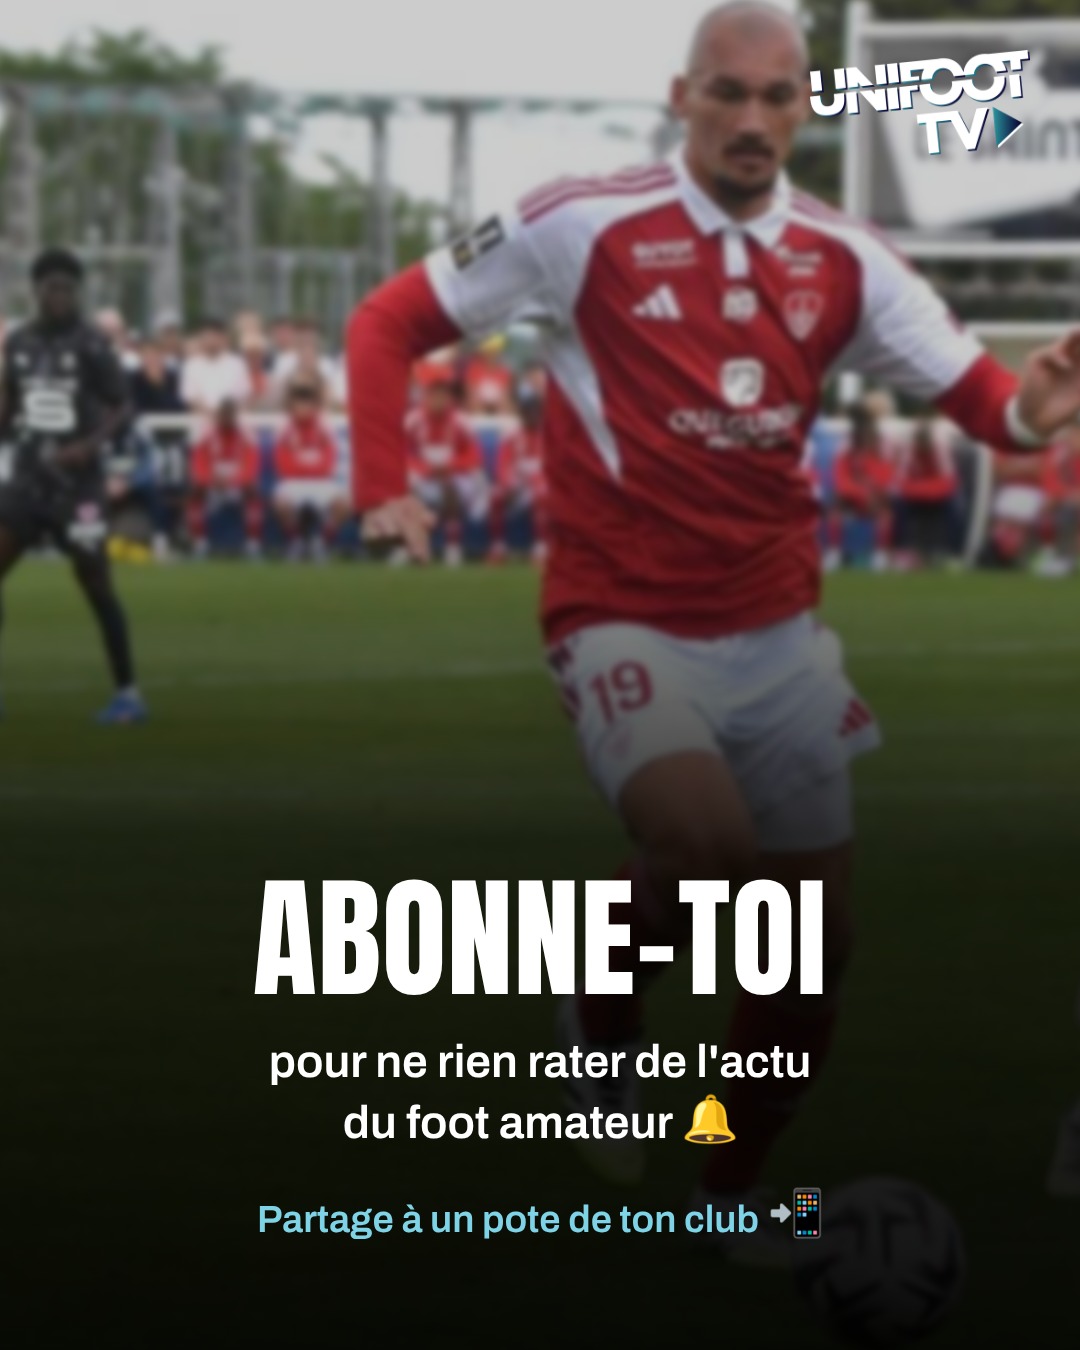 UNIFOOT
TV
19
ABONNE-TOI
pour ne rien rater de l'actu
du foot amateur 🔔
Partage à un pote de ton club 📲